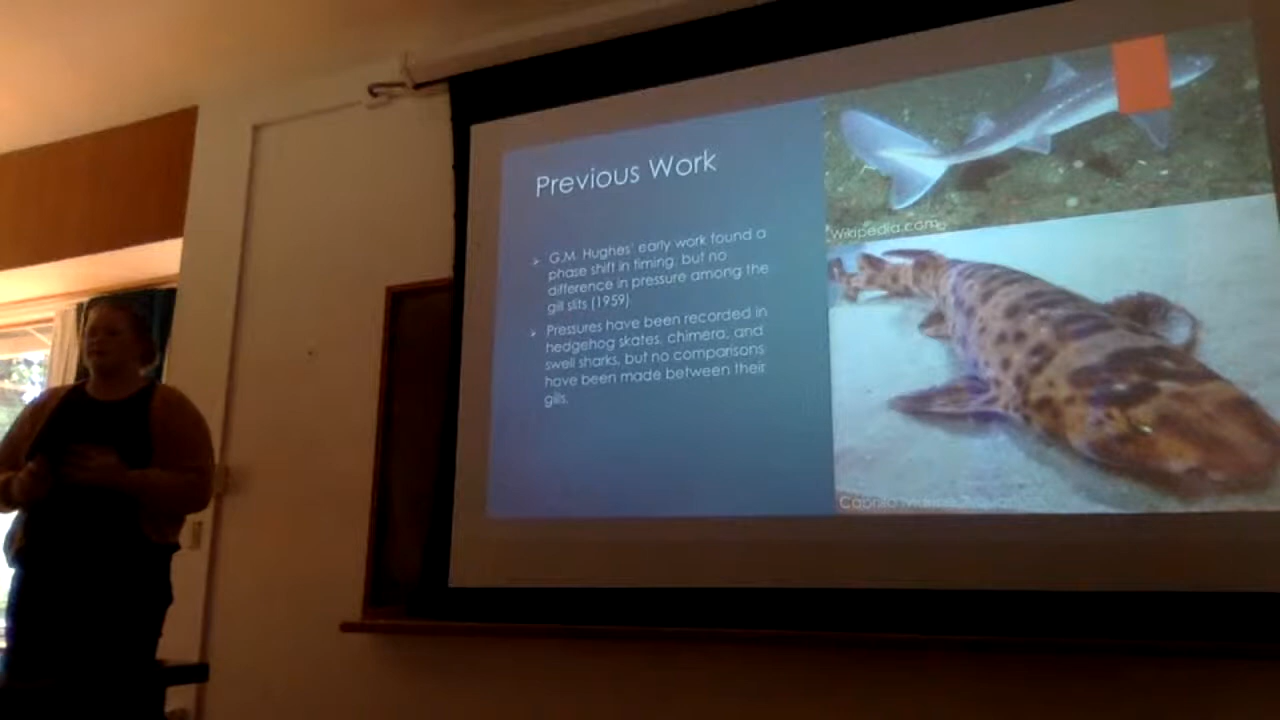 Previous Work
G.M. Hughes' early work found a
phase shift in timing, but no
difference in pressure among the
gill slits (1959)
Pressures have been recorded in
hedgehog skates, chimera, and
swell sharks, but no comparisons
have been made between their
gills.
Wikipedia.com